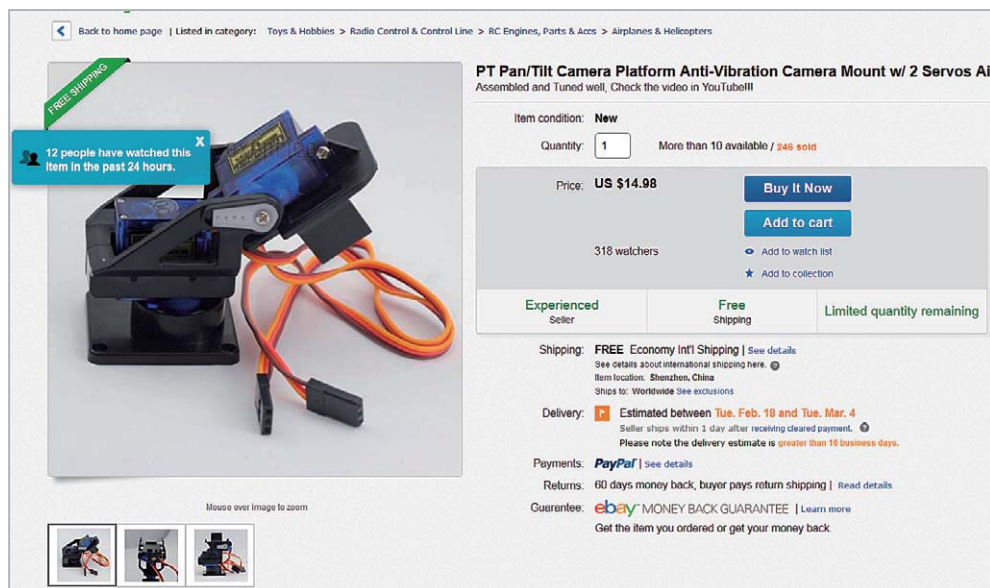 Back to home page | Listed in category: Toys & Hobbies > Radio Control & Control Line > RC Engines, Parts & Accs > Airplanes & Helicopters
FREE SHIPPING
12 people have watched this
item in the past 24 hours.
X
PT Pan/Tilt Camera Platform Anti-Vibration Camera Mount w/ 2 Servos Ai
Assembled and Tuned well, Check the video in YouTube!!!
Item condition: New
Quantity: 1 More than 10 available / 246 sold
Price: US $14.98 Buy It Now
Add to cart
318 watchers Add to watch list
Add to collection
Experienced Free Limited quantity remaining
Seller Shipping
Shipping: FREE Economy Int'l Shipping | See details
See details about international shipping here. ?
Item location: Shenzhen, China
Ships to: Worldwide See exclusions
Delivery: Estimated between Tue. Feb. 18 and Tue. Mar. 4
Seller ships within 1 day after receiving cleared payment. ?
Please note the delivery estimate is greater than 16 business days.
Payments: PayPal | See details
Returns: 60 days money back, buyer pays return shipping | Read details
Guarantee: ebay MONEY BACK GUARANTEE | Learn more
Get the item you ordered or get your money back.
Mouse over image to zoom